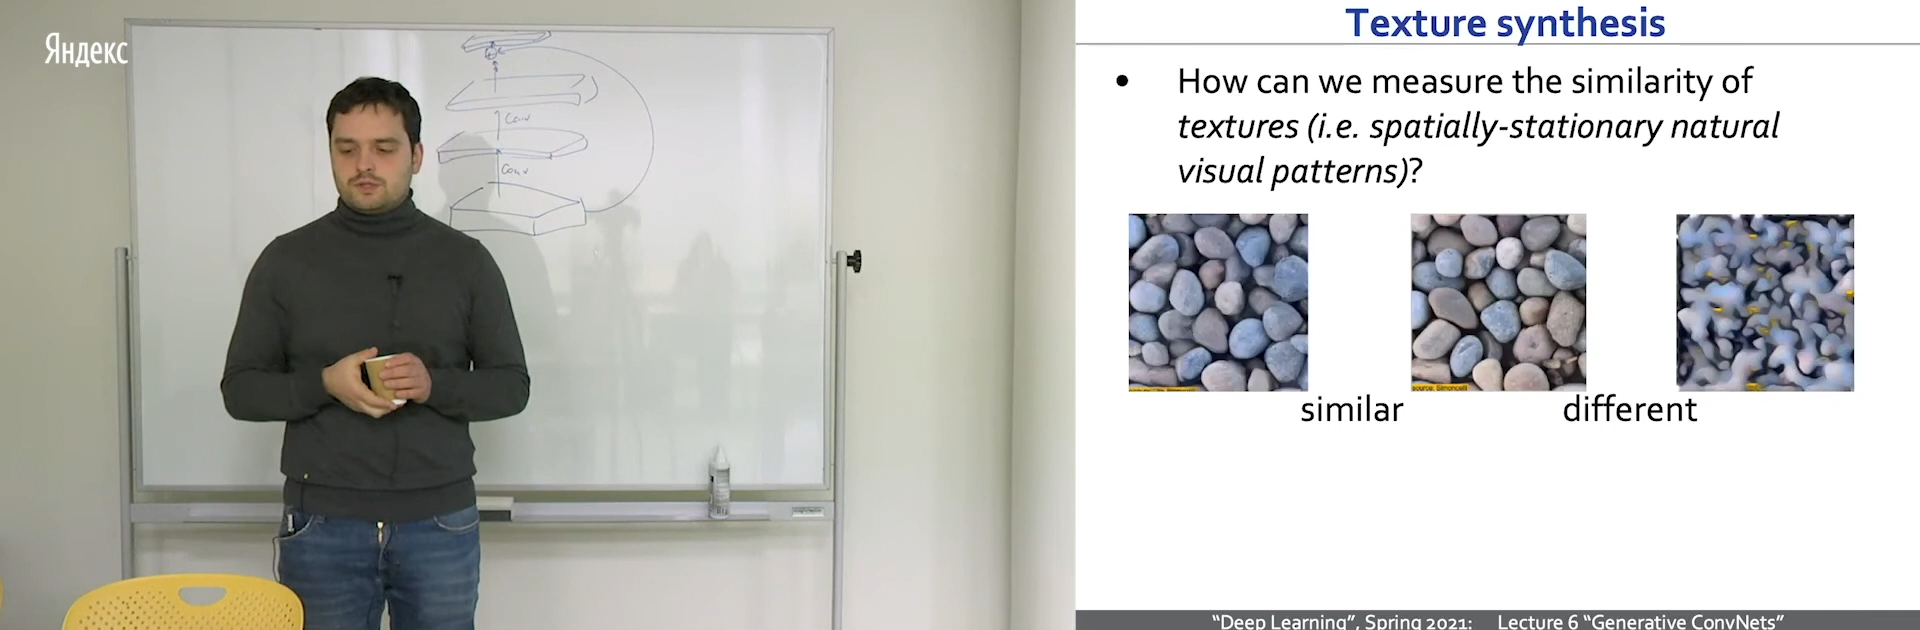 Яндекс
Conv
Conv
Texture synthesis
• How can we measure the similarity of
textures (i.e. spatially-stationary natural
visual patterns)?
similar
different
"Deep Learning", Spring 2021: Lecture 6 "Generative ConvNets"